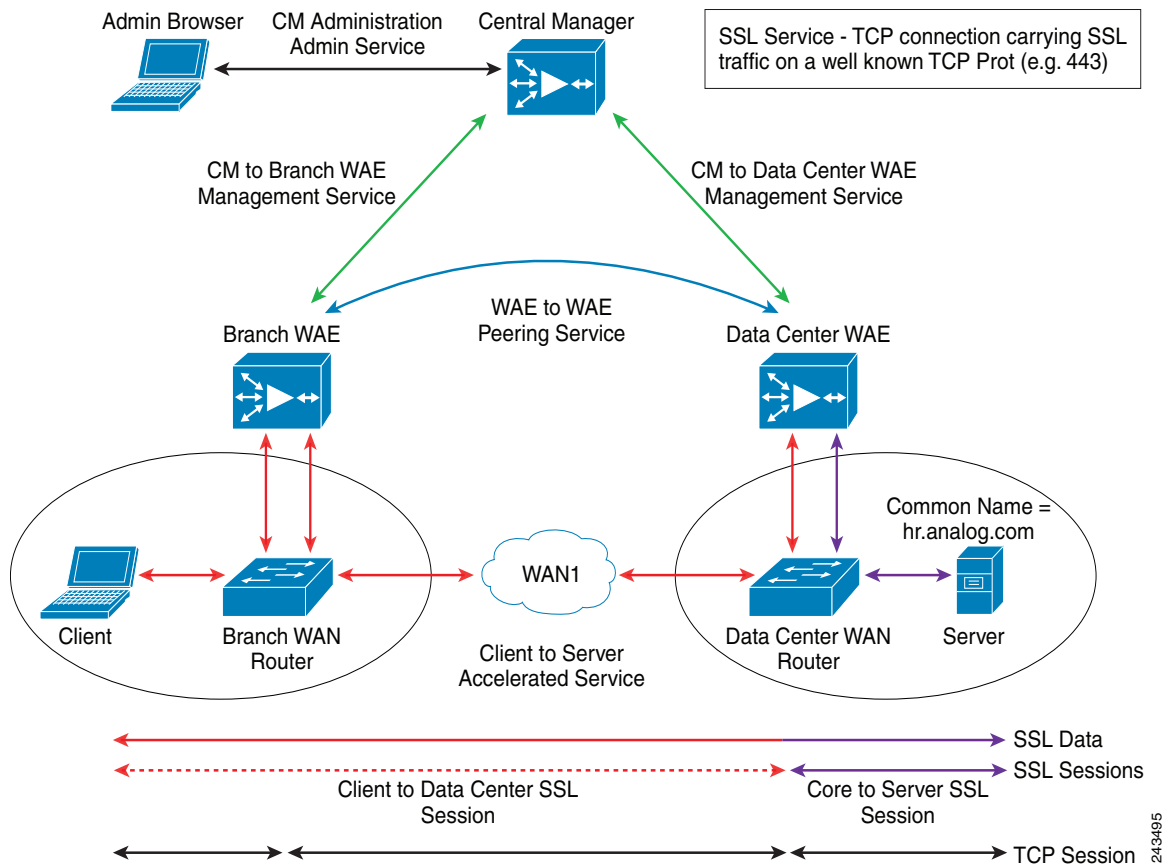 Admin Browser
CM Administration
Admin Service
Central Manager
SSL Service - TCP connection carrying SSL
traffic on a well known TCP Prot (e.g. 443)
CM to Branch WAE
Management Service
CM to Data Center WAE
Management Service
WAE to WAE
Peering Service
Branch WAE
Data Center WAE
Common Name =
hr.analog.com
WAN1
Client
Branch WAN
Router
Data Center WAN
Router
Server
Client to Server
Accelerated Service
SSL Data
SSL Sessions
Client to Data Center SSL
Session
Core to Server SSL
Session
TCP Session
243495